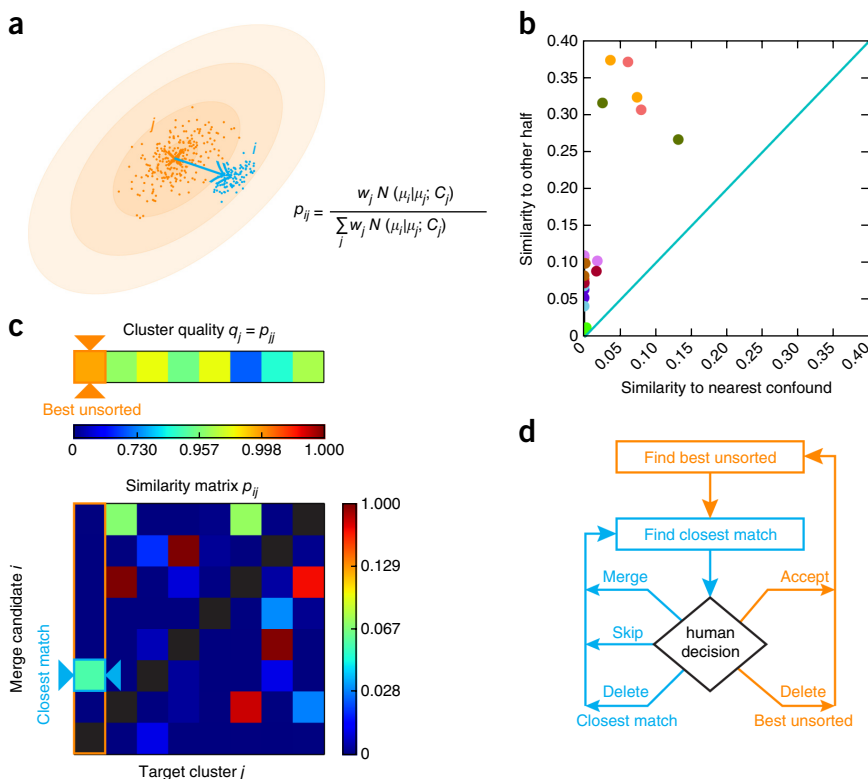 a
j
i
p_ij = w_j N (μ_i|μ_j; C_j)
∑_j w_j N (μ_i|μ_j; C_j)
b
Similarity to other half
0.40
0.35
0.30
0.25
0.20
0.15
0.10
0.05
0
0 0.05 0.10 0.15 0.20 0.25 0.30 0.35 0.40
Similarity to nearest confound
c
Cluster quality q_j = p_jj
Best unsorted
0 0.730 0.957 0.998 1.000
Similarity matrix p_ij
Merge candidate i
Closest match
1.000
0.129
0.067
0.028
0
Target cluster j
d
Find best unsorted
Find closest match
Merge
Accept
Skip
human
decision
Delete
Delete
Closest match
Best unsorted